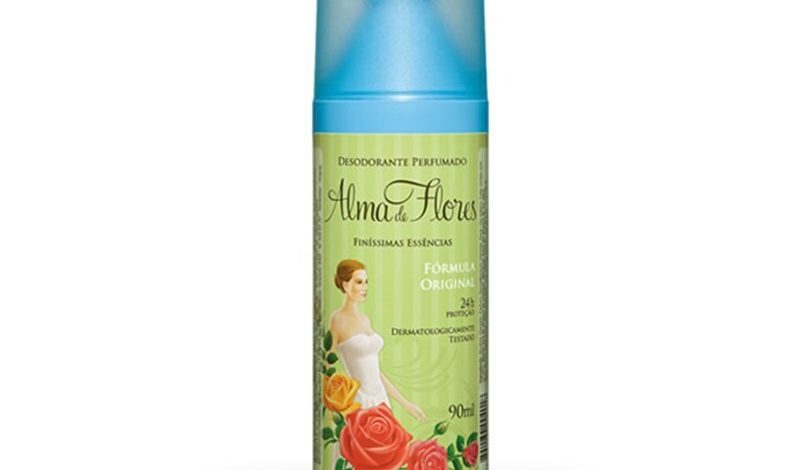 DESODORANTE PERFUMADO
Alma de Flores
FINÍSSIMAS ESSÊNCIAS
FÓRMULA
ORIGINAL
24h
PROTEÇÃO
DERMATOLOGICAMENTE
TESTADO
90ml